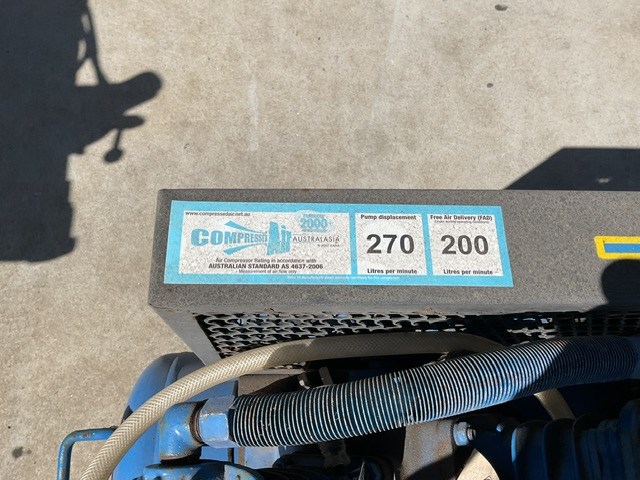 www.compressedair.net.au
2000
COMPRESSED AIR
AUSTRALASIA
Air Compressor Rating in accordance with
AUSTRALIAN STANDARD AS 4637-2006
Measurement of air flow only
Pump displacement
270
Litres per minute
Free Air Delivery (FAD)
200
Litres per minute